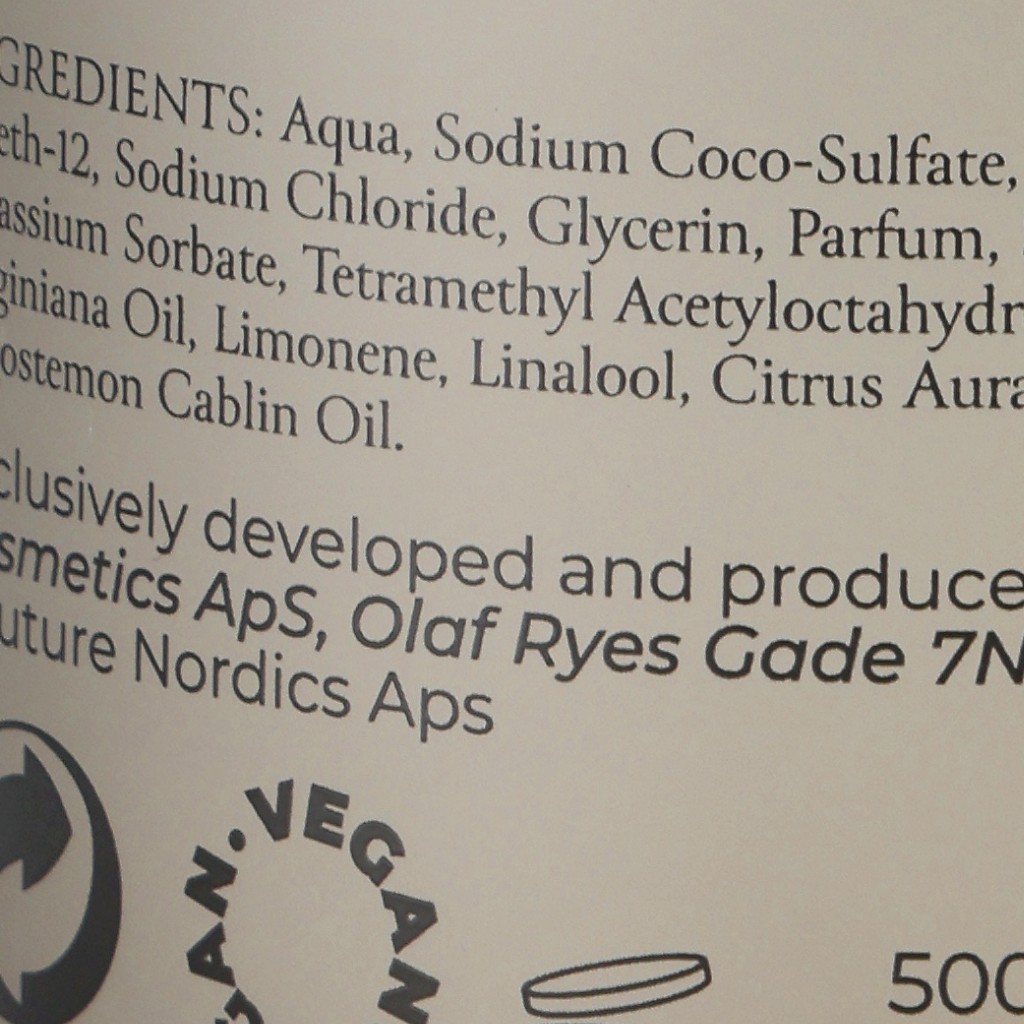 GREDIENTS: Aqua, Sodium Coco-Sulfate,
eth-12, Sodium Chloride, Glycerin, Parfum,
assium Sorbate, Tetramethyl Acetyloctahydr
giniana Oil, Limonene, Linalool, Citrus Aura
ostemon Cablin Oil.
clusively developed and produce
smetics ApS, Olaf Ryes Gade 7N
uture Nordics Aps
VEGAN
500